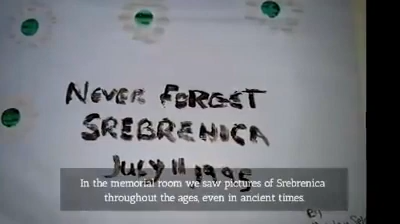 NEVER FORGET
SREBRENICA
JULY 11 1995
In the memorial room we saw pictures of Srebrenica
throughout the ages, even in ancient times.
By